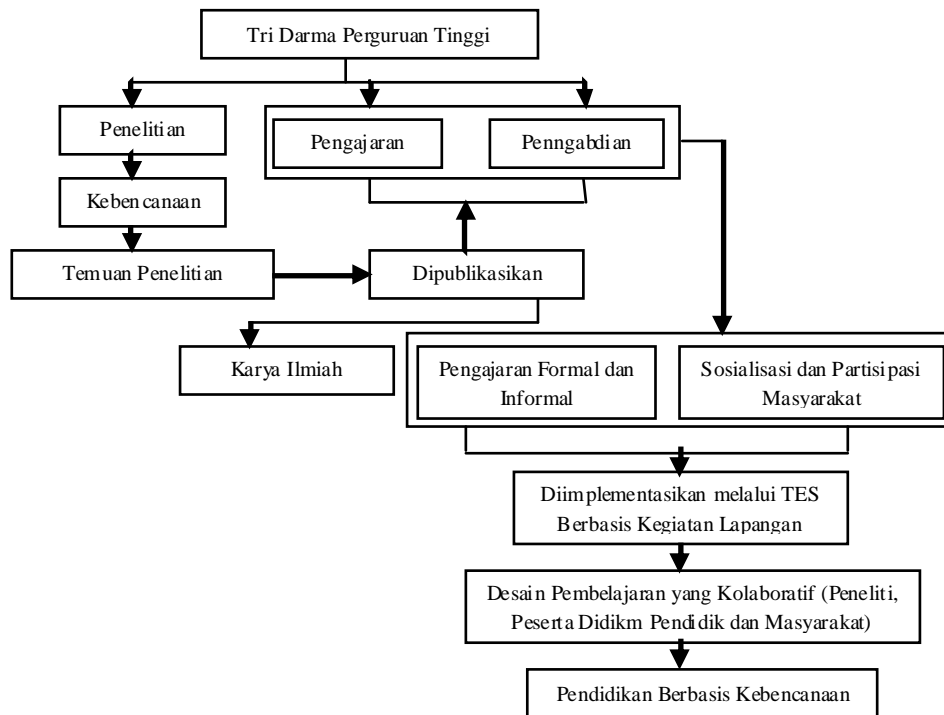 Tri Darma Perguruan Tinggi
Penelitian
Pengajaran
Penngabdian
Kebencanaan
Temuan Penelitian
Dipublikasikan
Karya Ilmiah
Pengajaran Formal dan
Informal
Sosialisasi dan Partisipasi
Masyarakat
Diimplementasikan melalui TES
Berbasis Kegiatan Lapangan
Desain Pembelajaran yang Kolaboratif (Peneliti,
Peserta Didikm Pendidik dan Masyarakat)
Pendidikan Berbasis Kebencanaan